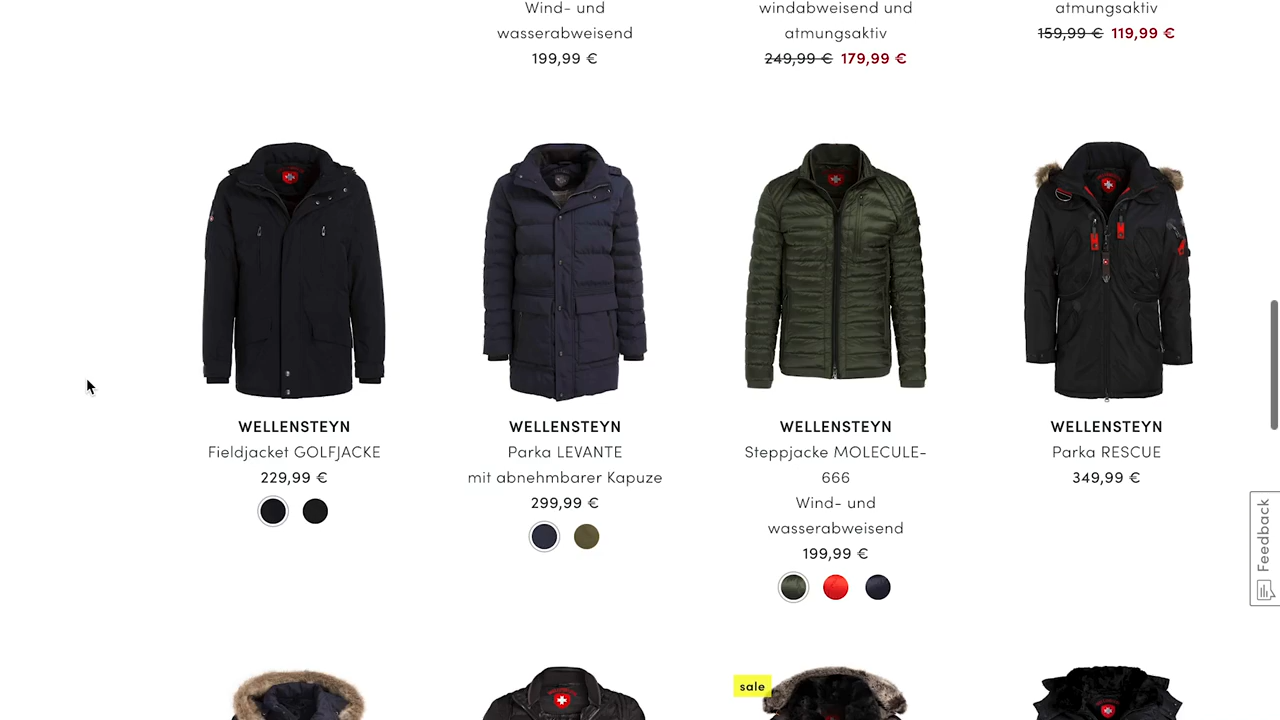 Wind- und
wasserabweisend
199,99 €
windabweisend und
atmungsaktiv
249,99 € 179,99 €
atmungsaktiv
159,99 € 119,99 €
WELLENSTEYN
Fieldjacket GOLFJACKE
229,99 €
WELLENSTEYN
Parka LEVANTE
mit abnehmbarer Kapuze
299,99 €
WELLENSTEYN
Steppjacke MOLECULE-
666
Wind- und
wasserabweisend
199,99 €
WELLENSTEYN
Parka RESCUE
349,99 €
Feedback
sale